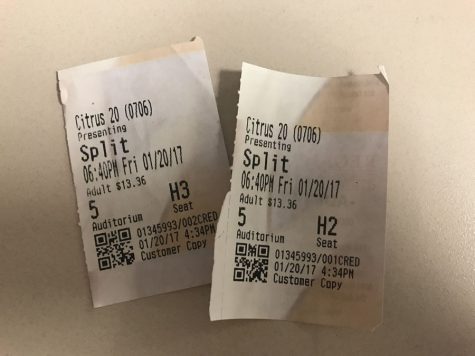 Citrus 20 (0706)
Presenting
Split
06:40PM Fri 01/20/17
Adult $13.36
5 H3
Auditorium Seat
01345993/002CRED
01/20/17 4:34PM
Customer Copy
Citrus 20 (0706)
Presenting
Split
06:40PM Fri 01/20/17
Adult $13.36
5 H2
Auditorium Seat
01345993/001CRED
01/20/17 4:34PM
Customer Copy